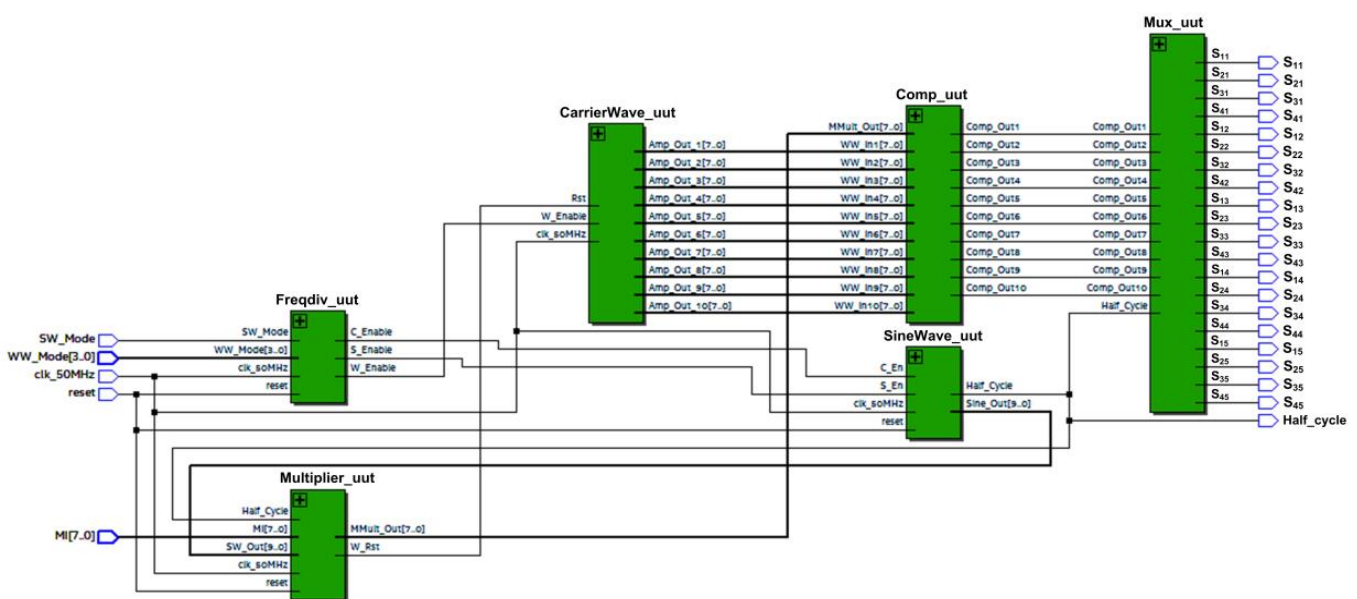 Mux_uut
S11
S21
S31
S41
S12
S22
S32
S42
S13
S23
S33
S43
S14
S24
S34
S44
S15
S25
S35
S45
S11
S21
S31
S41
S12
S22
S32
S42
S13
S23
S33
S43
S14
S24
S34
S44
S15
S25
S35
S45
Half_cycle
Comp_Out1
Comp_Out2
Comp_Out3
Comp_Out4
Comp_Out5
Comp_Out6
Comp_Out7
Comp_Out8
Comp_Out9
Comp_Out10
Half_Cycle
Comp_uut
MMult_Out[7..0]
WW_In1[7..0]
WW_In2[7..0]
WW_In3[7..0]
WW_In4[7..0]
WW_In5[7..0]
WW_In6[7..0]
WW_In7[7..0]
WW_In8[7..0]
WW_In9[7..0]
WW_In10[7..0]
Comp_Out1
Comp_Out2
Comp_Out3
Comp_Out4
Comp_Out5
Comp_Out6
Comp_Out7
Comp_Out8
Comp_Out9
Comp_Out10
CarrierWave_uut
Rst
W_Enable
clk_50MHz
Amp_Out_1[7..0]
Amp_Out_2[7..0]
Amp_Out_3[7..0]
Amp_Out_4[7..0]
Amp_Out_5[7..0]
Amp_Out_6[7..0]
Amp_Out_7[7..0]
Amp_Out_8[7..0]
Amp_Out_9[7..0]
Amp_Out_10[7..0]
Freqdiv_uut
SW_Mode
WW_Mode[3..0]
clk_50MHz
reset
SW_Mode
WW_Mode[3..0]
clk_50MHz
reset
C_Enable
S_Enable
W_Enable
SineWave_uut
C_En
S_En
clk_50MHz
reset
Half_Cycle
Sine_Out[9..0]
Multiplier_uut
MI[7..0]
Half_Cycle
MI[7..0]
SW_Out[9..0]
clk_50MHz
reset
MMult_Out[7..0]
W_Rst